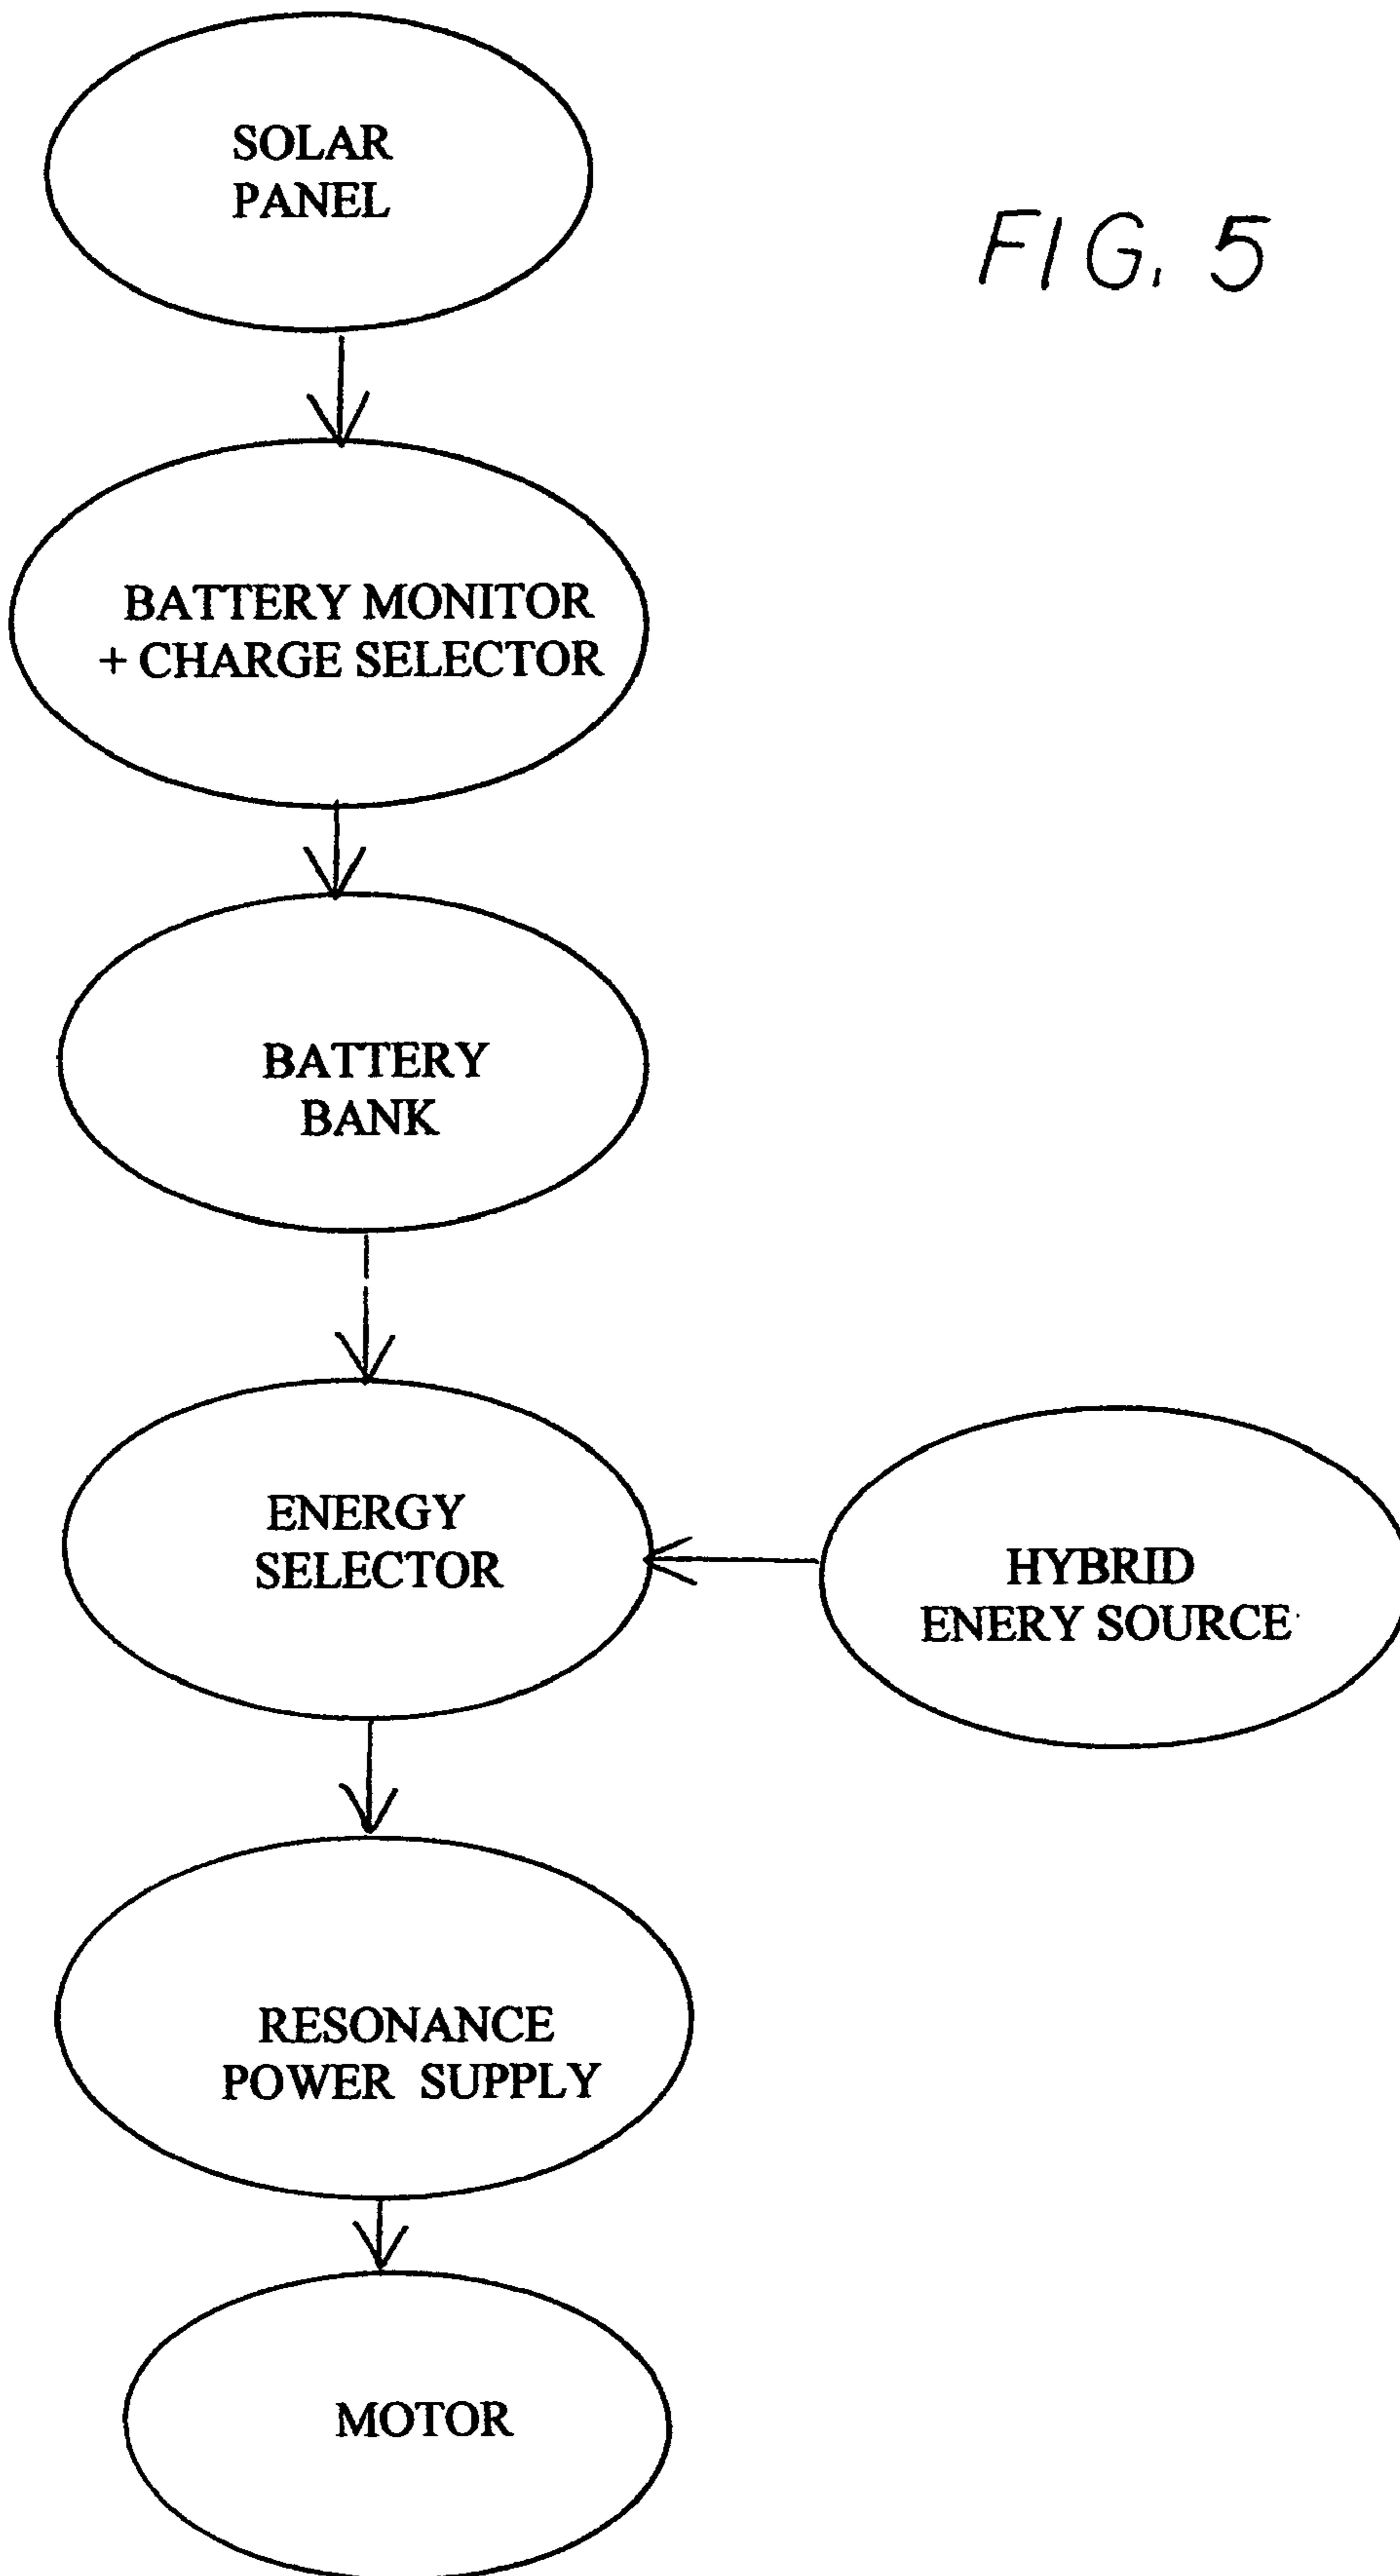 SOLAR
PANEL
FIG. 5
BATTERY MONITOR
+ CHARGE SELECTOR
BATTERY
BANK
ENERGY
SELECTOR
HYBRID
ENERY SOURCE
RESONANCE
POWER SUPPLY
MOTOR